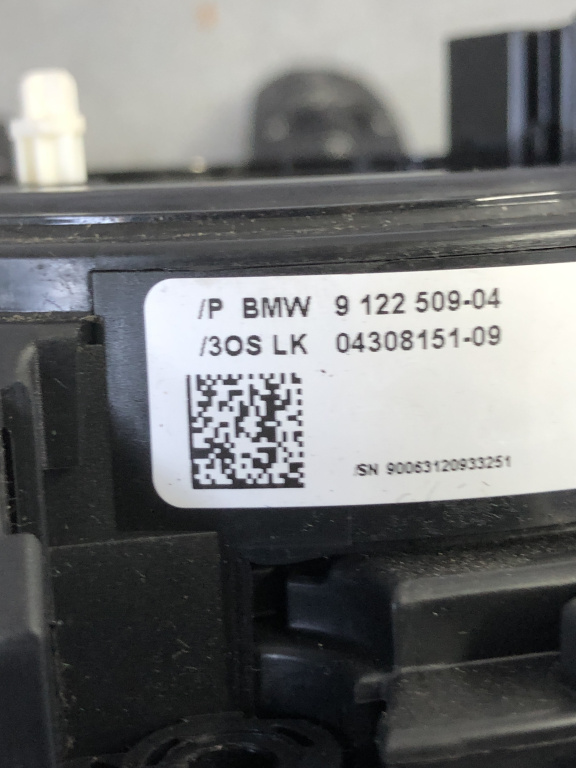 /P BMW 9 122 509-04
/3OS LK 04308151-09
/SN 90063120933251